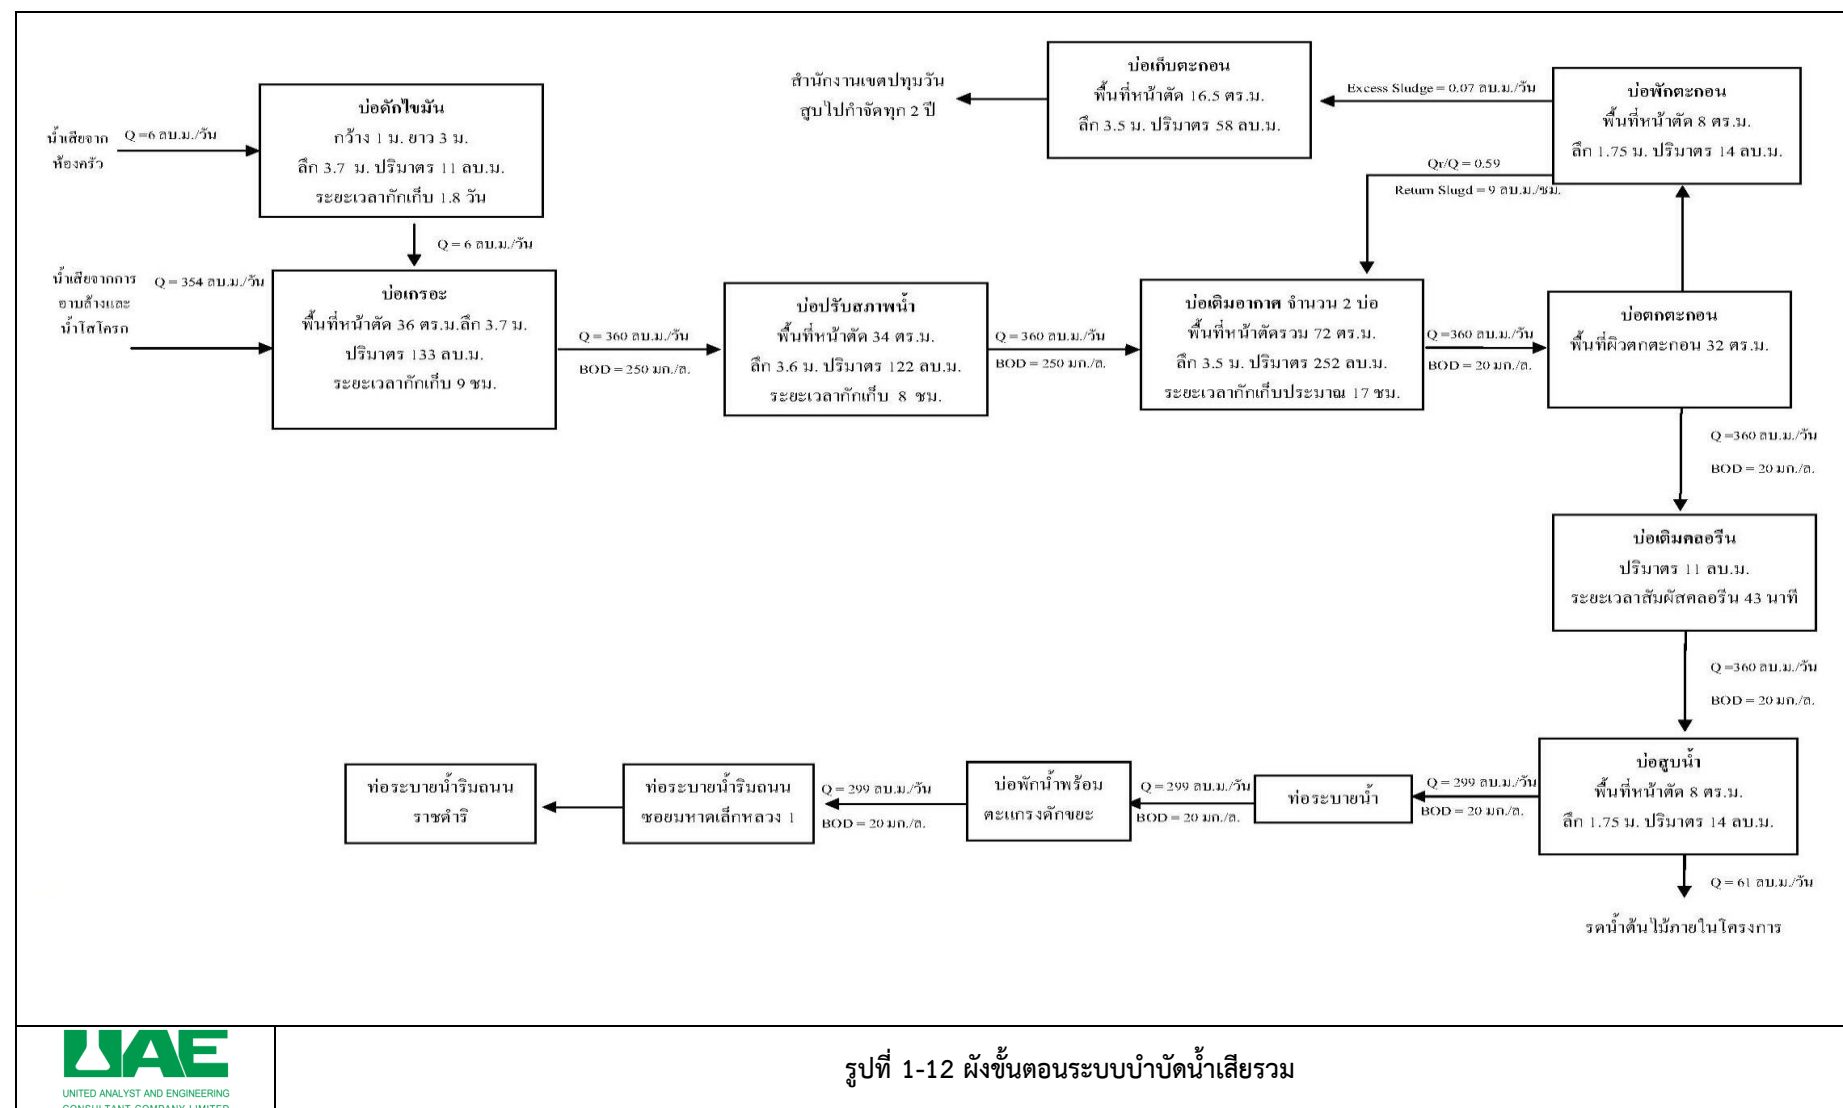 น้ำเสียจาก
ห้องครัว
Q =6 ลบ.ม./วัน
บ่อดักไขมัน
กว้าง 1 ม. ยาว 3 ม.
ลึก 3.7 ม. ปริมาตร 11 ลบ.ม.
ระยะเวลากักเก็บ 1.8 วัน
Q = 6 ลบ.ม./วัน
น้ำเสียจากการ
อาบล้างและ
น้ำโสโครก
Q = 354 ลบ.ม./วัน
บ่อเกรอะ
พื้นที่หน้าตัด 36 ตร.ม.ลึก 3.7 ม.
ปริมาตร 133 ลบ.ม.
ระยะเวลากักเก็บ 9 ชม.
Q = 360 ลบ.ม./วัน
BOD = 250 มก./ล.
บ่อปรับสภาพน้ำ
พื้นที่หน้าตัด 34 ตร.ม.
ลึก 3.6 ม. ปริมาตร 122 ลบ.ม.
ระยะเวลากักเก็บ 8 ชม.
Q = 360 ลบ.ม./วัน
BOD = 250 มก./ล.
บ่อเติมอากาศ จำนวน 2 บ่อ
พื้นที่หน้าตัดรวม 72 ตร.ม.
ลึก 3.5 ม. ปริมาตร 252 ลบ.ม.
ระยะเวลากักเก็บประมาณ 17 ชม.
Q =360 ลบ.ม./วัน
BOD = 20 มก./ล.
บ่อตกตะกอน
พื้นที่ผิวตกตะกอน 32 ตร.ม.
บ่อพักตะกอน
พื้นที่หน้าตัด 8 ตร.ม.
ลึก 1.75 ม. ปริมาตร 14 ลบ.ม.
Excess Sludge = 0.07 ลบ.ม./วัน
Qr/Q = 0.59
Return Slugd = 9 ลบ.ม./ชม.
บ่อเก็บตะกอน
พื้นที่หน้าตัด 16.5 ตร.ม.
ลึก 3.5 ม. ปริมาตร 58 ลบ.ม.
สำนักงานเขตปทุมวัน
สูบไปกำจัดทุก 2 ปี
Q =360 ลบ.ม./วัน
BOD = 20 มก./ล.
บ่อเติมคลอรีน
ปริมาตร 11 ลบ.ม.
ระยะเวลาสัมผัสคลอรีน 43 นาที
Q =360 ลบ.ม./วัน
BOD = 20 มก./ล.
บ่อสูบน้ำ
พื้นที่หน้าตัด 8 ตร.ม.
ลึก 1.75 ม. ปริมาตร 14 ลบ.ม.
Q = 61 ลบ.ม./วัน
รดน้ำต้นไม้ภายในโครงการ
Q = 299 ลบ.ม./วัน
BOD = 20 มก./ล.
ท่อระบายน้ำ
Q = 299 ลบ.ม./วัน
BOD = 20 มก./ล.
บ่อพักน้ำพร้อม
ตะแกรงดักขยะ
Q = 299 ลบ.ม./วัน
BOD = 20 มก./ล.
ท่อระบายน้ำริมถนน
ซอยมหาดเล็กหลวง 1
ท่อระบายน้ำริมถนน
ราชดำริ
UAE
UNITED ANALYST AND ENGINEERING
CONSULTANT COMPANY LIMITED
รูปที่ 1-12 ผังขั้นตอนระบบบำบัดน้ำเสียรวม